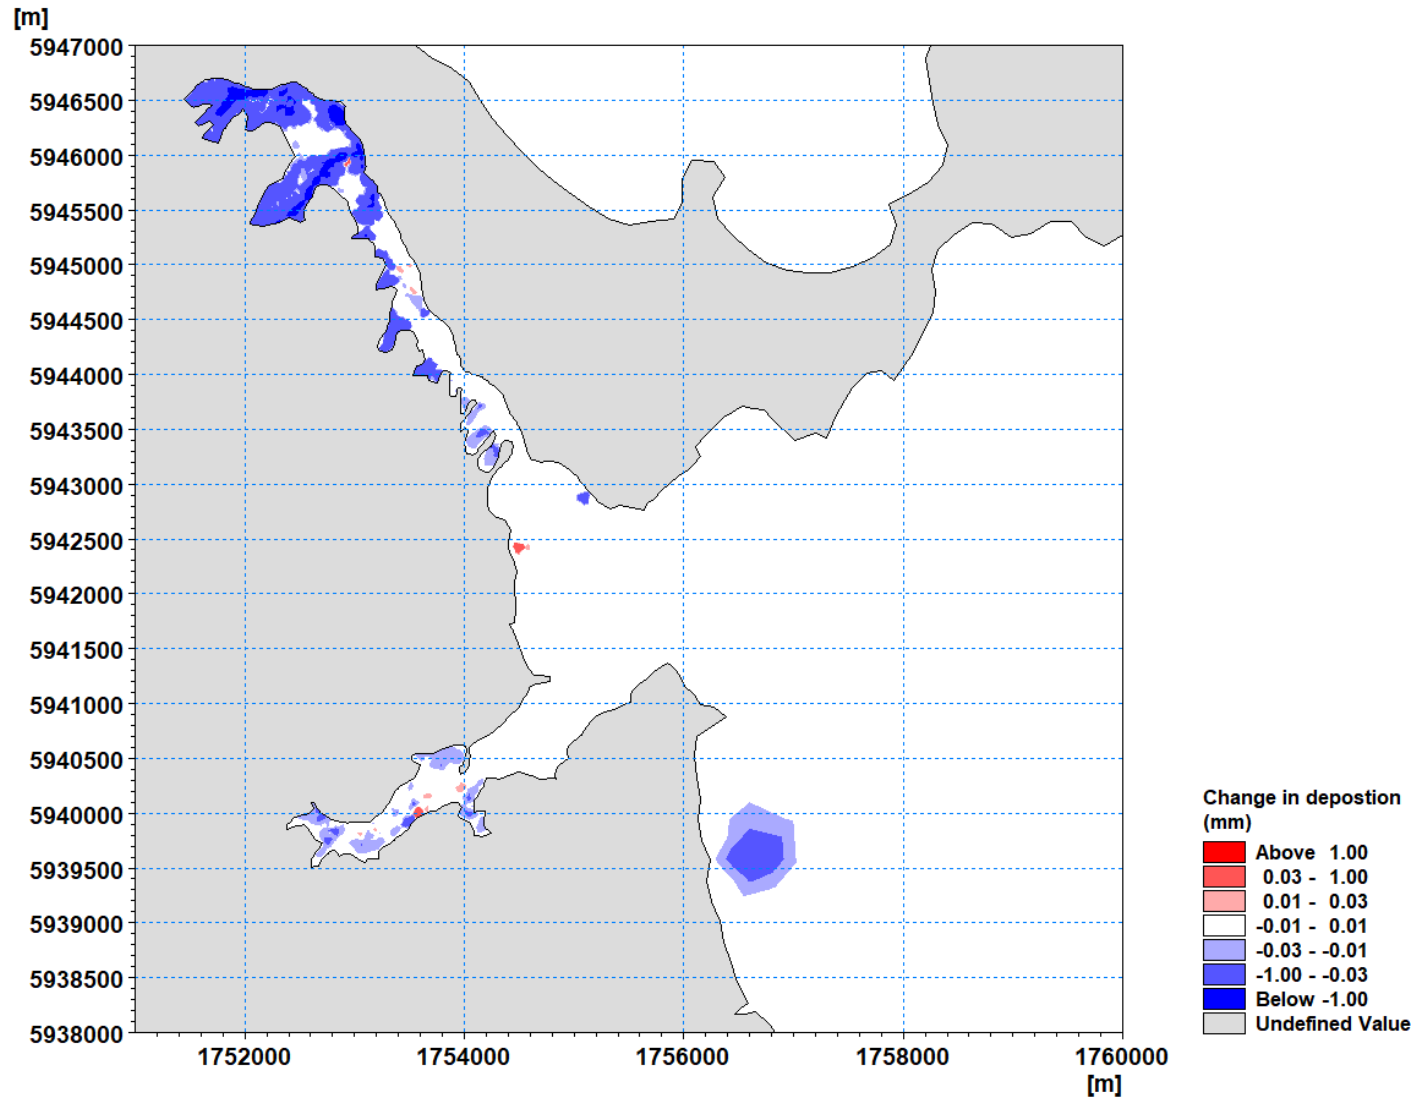 [m]
5947000
5946500
5946000
5945500
5945000
5944500
5944000
5943500
5943000
5942500
5942000
5941500
5941000
5940500
5940000
5939500
5939000
5938500
5938000
1752000 1754000 1756000 1758000 1760000
[m]
Change in depostion
(mm)
Above 1.00
0.03 - 1.00
0.01 - 0.03
-0.01 - 0.01
-0.03 - -0.01
-1.00 - -0.03
Below -1.00
Undefined Value